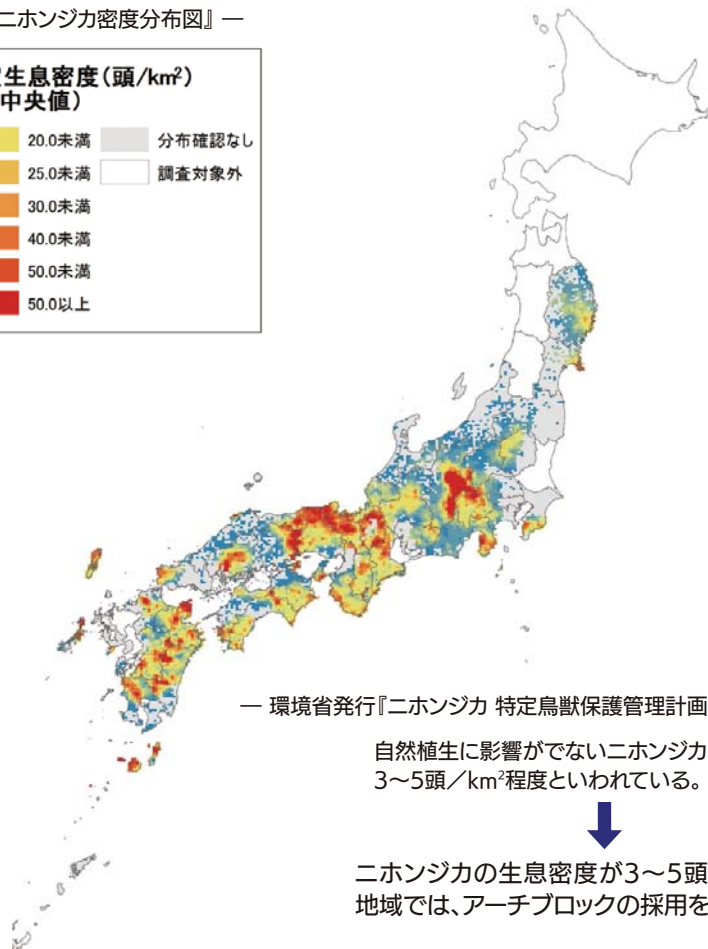 ニホンジカ密度分布図』 ―
生息密度(頭/km²)
中央値)
20.0未満 分布確認なし
25.0未満 調査対象外
30.0未満
40.0未満
50.0未満
50.0以上
― 環境省発行『ニホンジカ 特定鳥獣保護管理計画
自然植生に影響がでないニホンジカ
3〜5頭/km²程度といわれている。
ニホンジカの生息密度が3〜5頭
地域では、アーチブロックの採用を